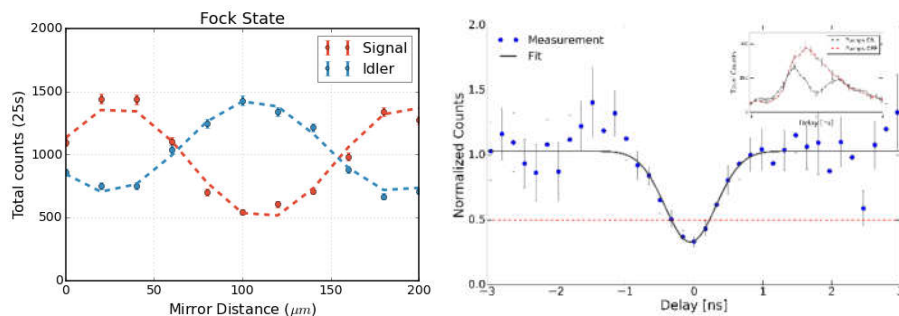 Fock State
Total counts (25s)
2000
1500
1000
500
0
Signal
Idler
0
50
100
150
200
Mirror Distance (μm)
Normalized Counts
2.0
1.5
1.0
0.5
0.0
Measurement
Fit
Delay [ns]
−3
−2
−1
0
1
2
3
Delay [ns]